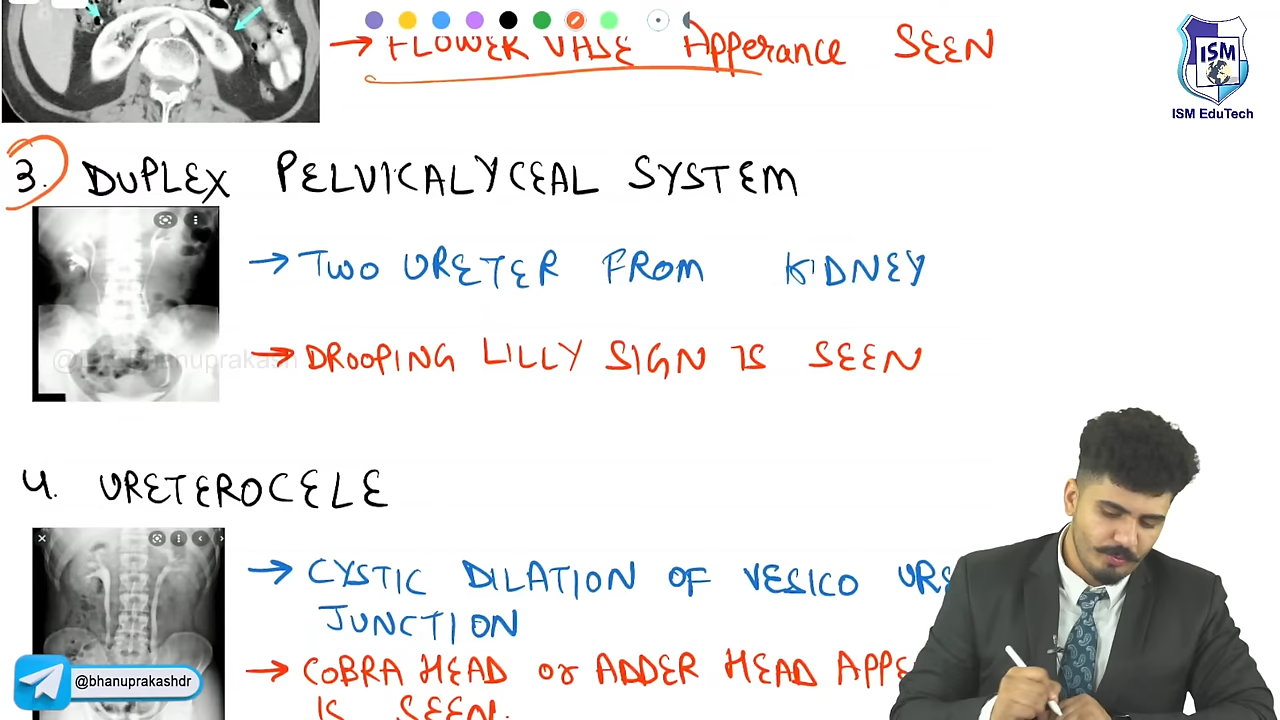 → FLOWER VASE Apperance SEEN
ISM
ISM EduTech
3. DUPLEX PELVICALYCEAL SYSTEM
→ TWO URETER FROM KIDNEY
→ DROOPING LILLY SIGN IS SEEN
4. URETEROCELE
→ CYSTIC DILATION OF VESICO
JUNCTION
→ COBRA HEAD or ADDER HEAD
IS SEEN.
@bhanuprakashdr